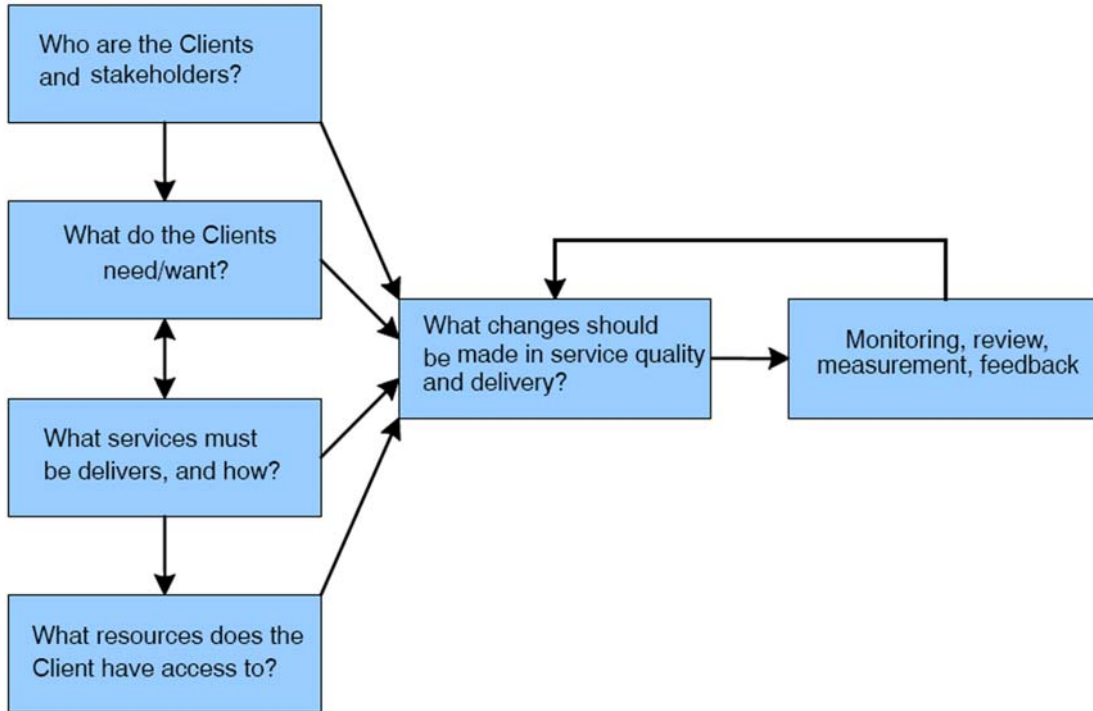 Who are the Clients
and stakeholders?
What do the Clients
need/want?
What services must
be delivers, and how?
What resources does the
Client have access to?
What changes should
be made in service quality
and delivery?
Monitoring, review,
measurement, feedback